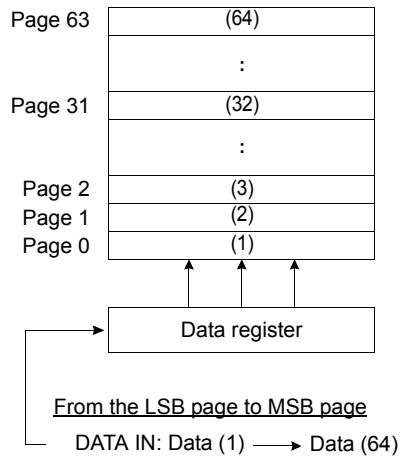 Page 63 (64)
:
Page 31 (32)
:
Page 2 (3)
Page 1 (2)
Page 0 (1)
Data register
From the LSB page to MSB page
DATA IN: Data (1) Data (64)